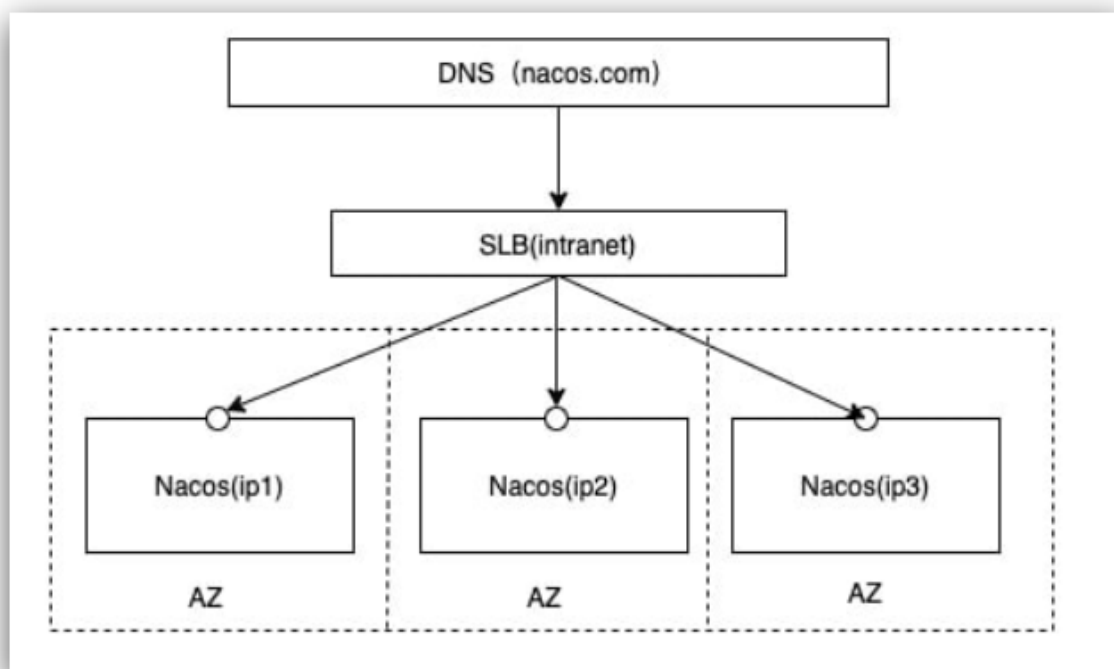 DNS（nacos.com）
SLB(intranet)
Nacos(ip1)
Nacos(ip2)
Nacos(ip3)
AZ
AZ
AZ